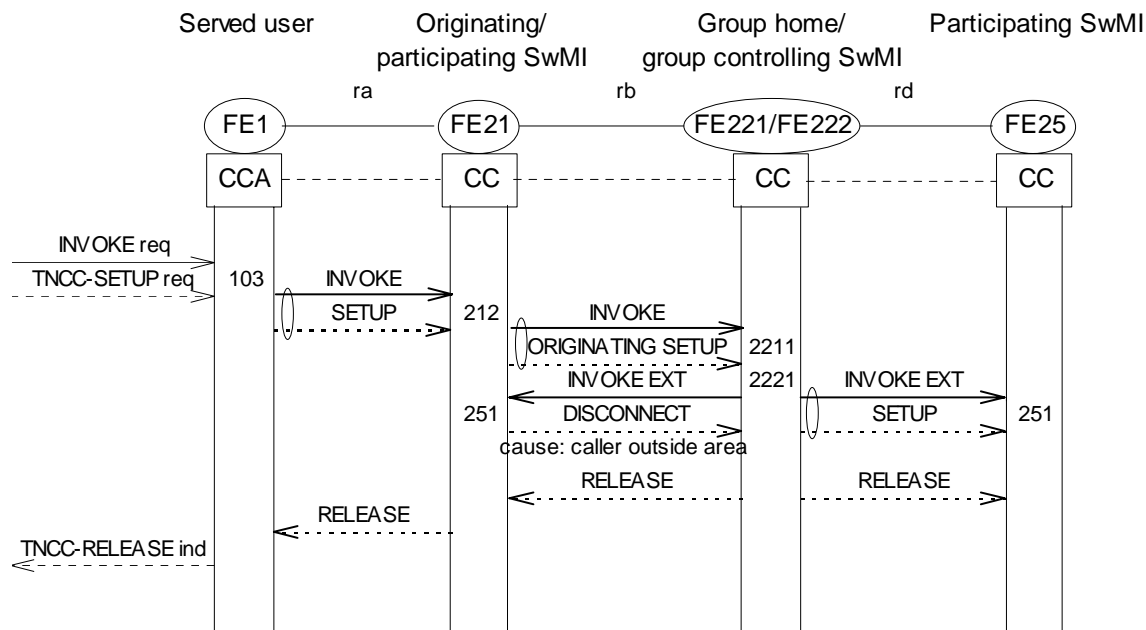 Served user
Originating/
participating SwMI
Group home/
group controlling SwMI
Participating SwMI
ra
rb
rd
FE1
FE21
FE221/FE222
FE25
CCA
CC
CC
CC
INVOKE req
TNCC-SETUP req
103
INVOKE
SETUP
212
INVOKE
ORIGINATING SETUP
2211
INVOKE EXT
2221
INVOKE EXT
251
DISCONNECT
SETUP
251
cause: caller outside area
RELEASE
RELEASE
RELEASE
TNCC-RELEASE ind